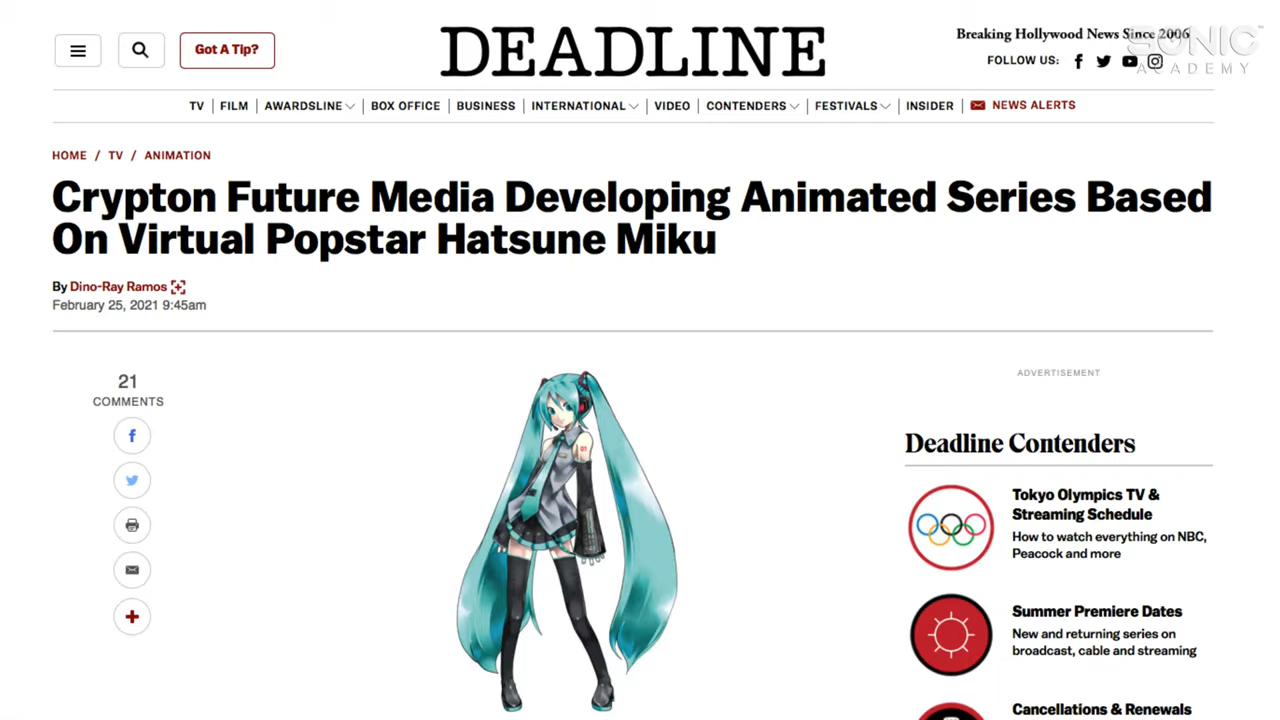 Got A Tip?
DEADLINE
Breaking Hollywood News Since 2006
FOLLOW US:
SONIC
ACADEMY
TV
FILM
AWARDSLINE
BOX OFFICE
BUSINESS
INTERNATIONAL
VIDEO
CONTENDERS
FESTIVALS
INSIDER
NEWS ALERTS
HOME / TV / ANIMATION
Crypton Future Media Developing Animated Series Based
On Virtual Popstar Hatsune Miku
By Dino-Ray Ramos
February 25, 2021 9:45am
21
COMMENTS
01
ADVERTISEMENT
Deadline Contenders
Tokyo Olympics TV &
Streaming Schedule
How to watch everything on NBC,
Peacock and more
Summer Premiere Dates
New and returning series on
broadcast, cable and streaming
Cancellations & Renewals